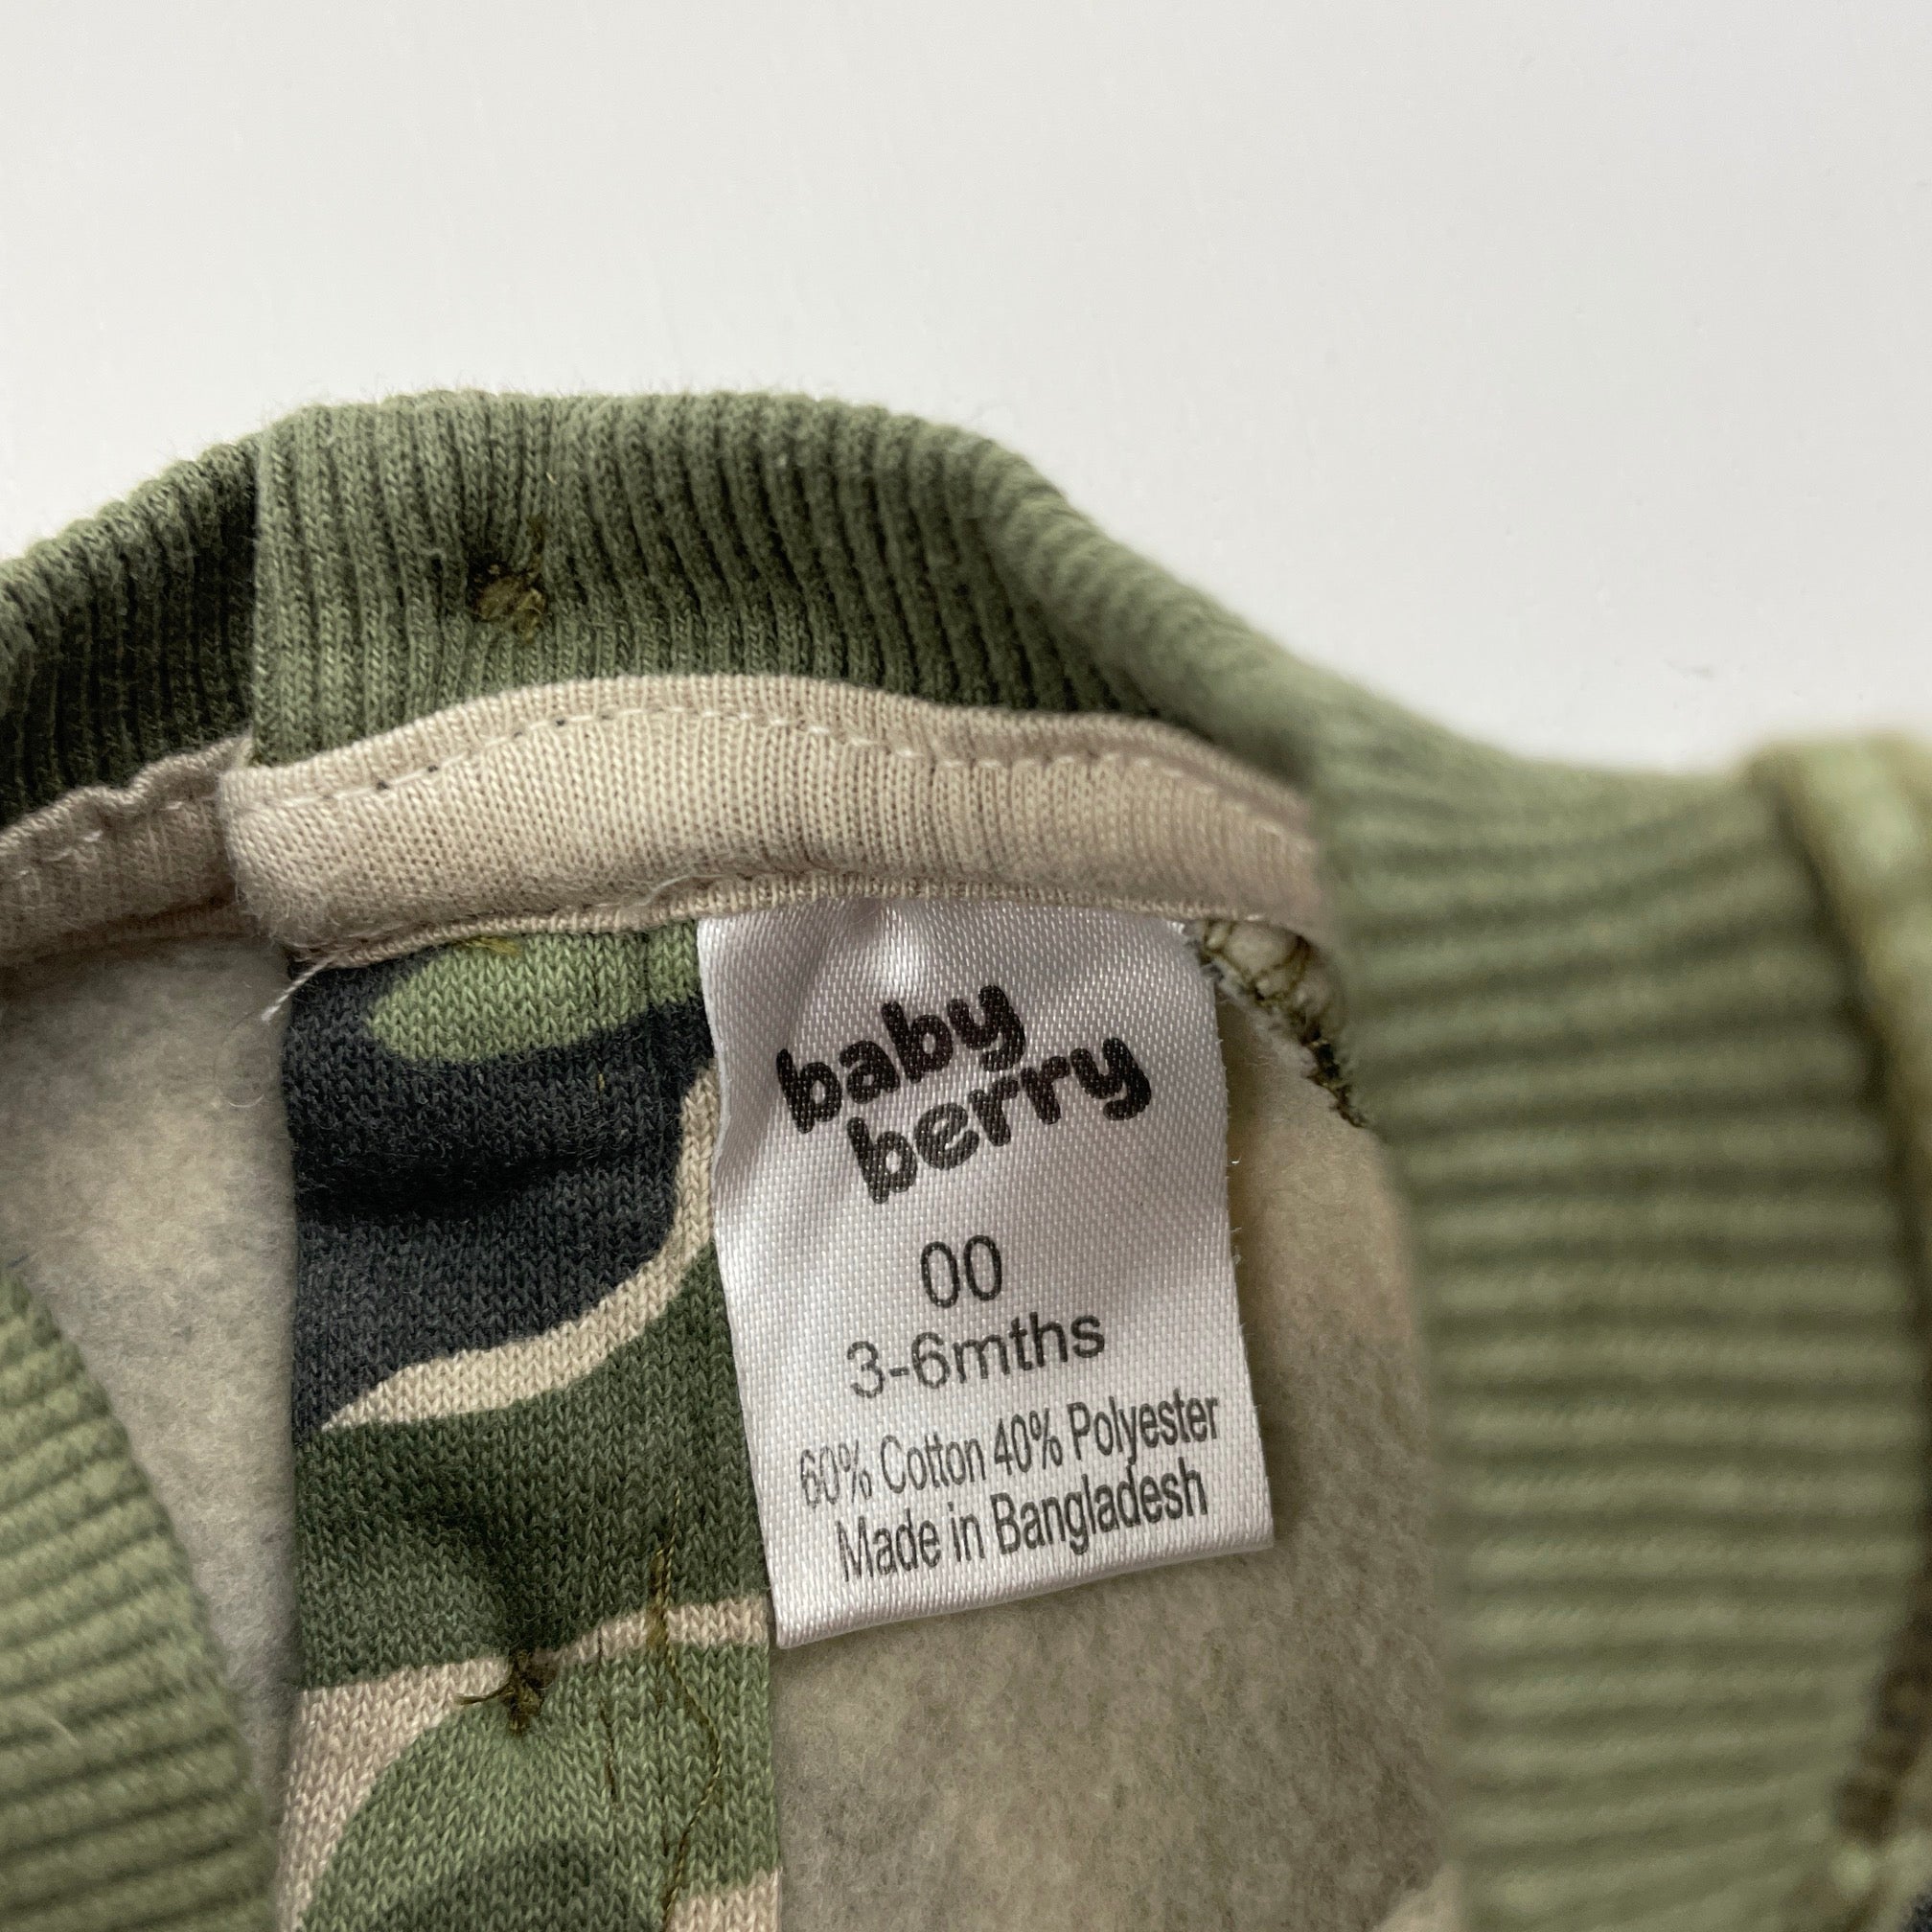 baby
berry
00
3-6mths
60% Cotton 40% Polyester
Made in Bangladesh